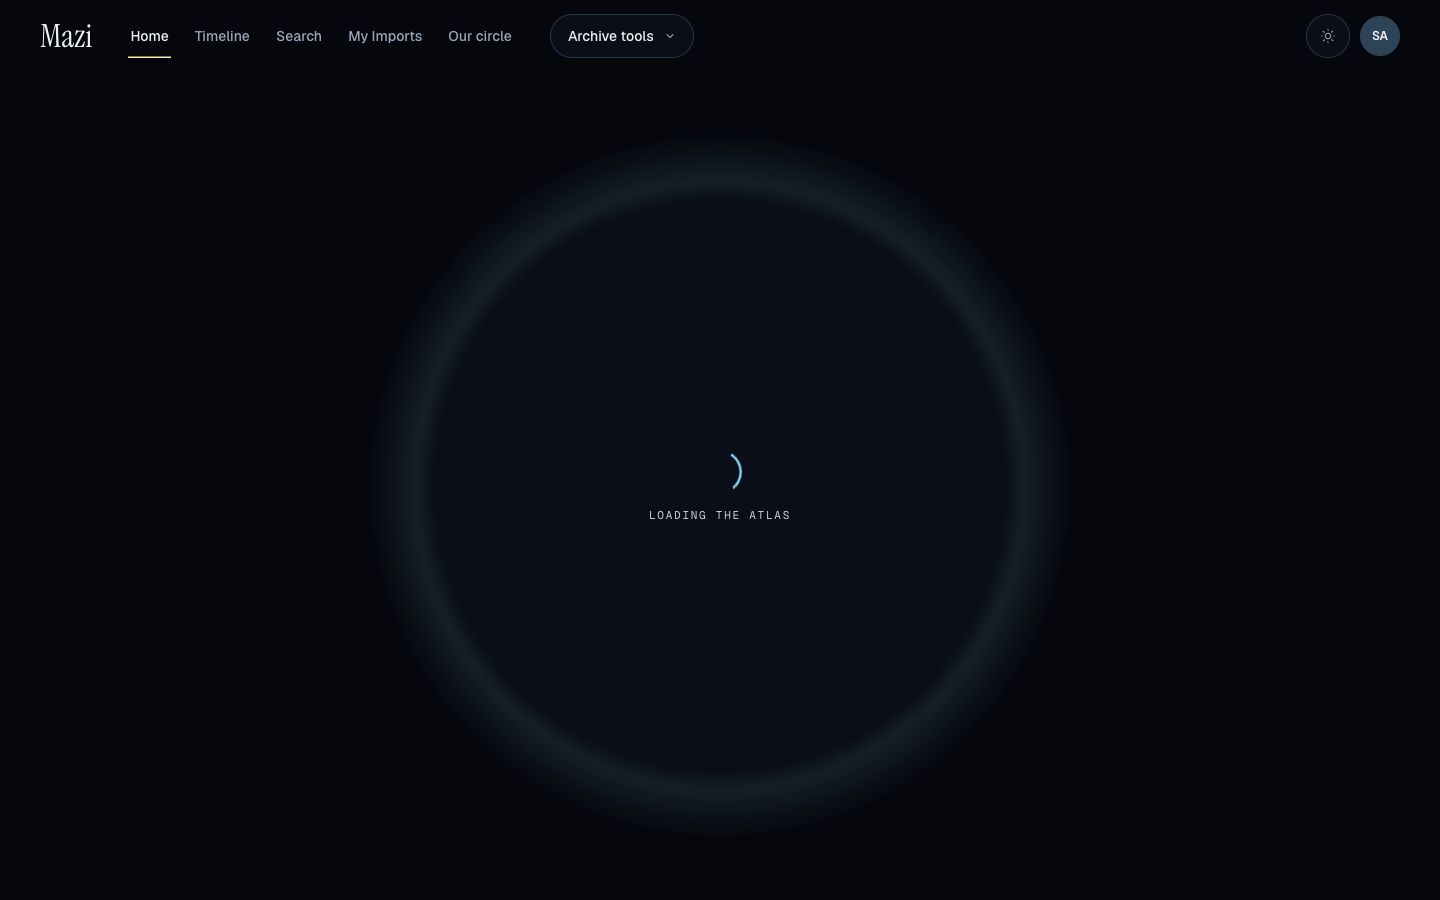 Mazi
Home
Timeline
Search
My Imports
Our circle
Archive tools
SA
LOADING THE ATLAS